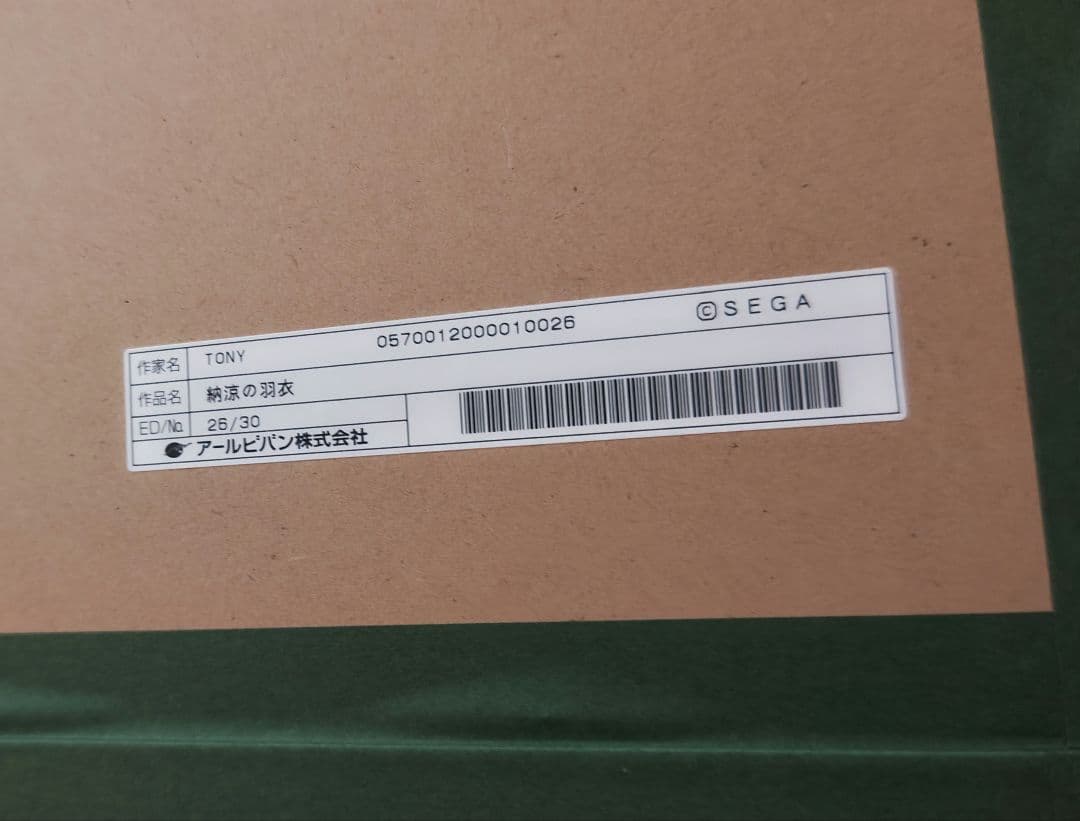 作家名 TONY 0570012000010026 ©SEGA
作品名 納涼の羽衣
ED/No. 26/30
アールビバン株式会社